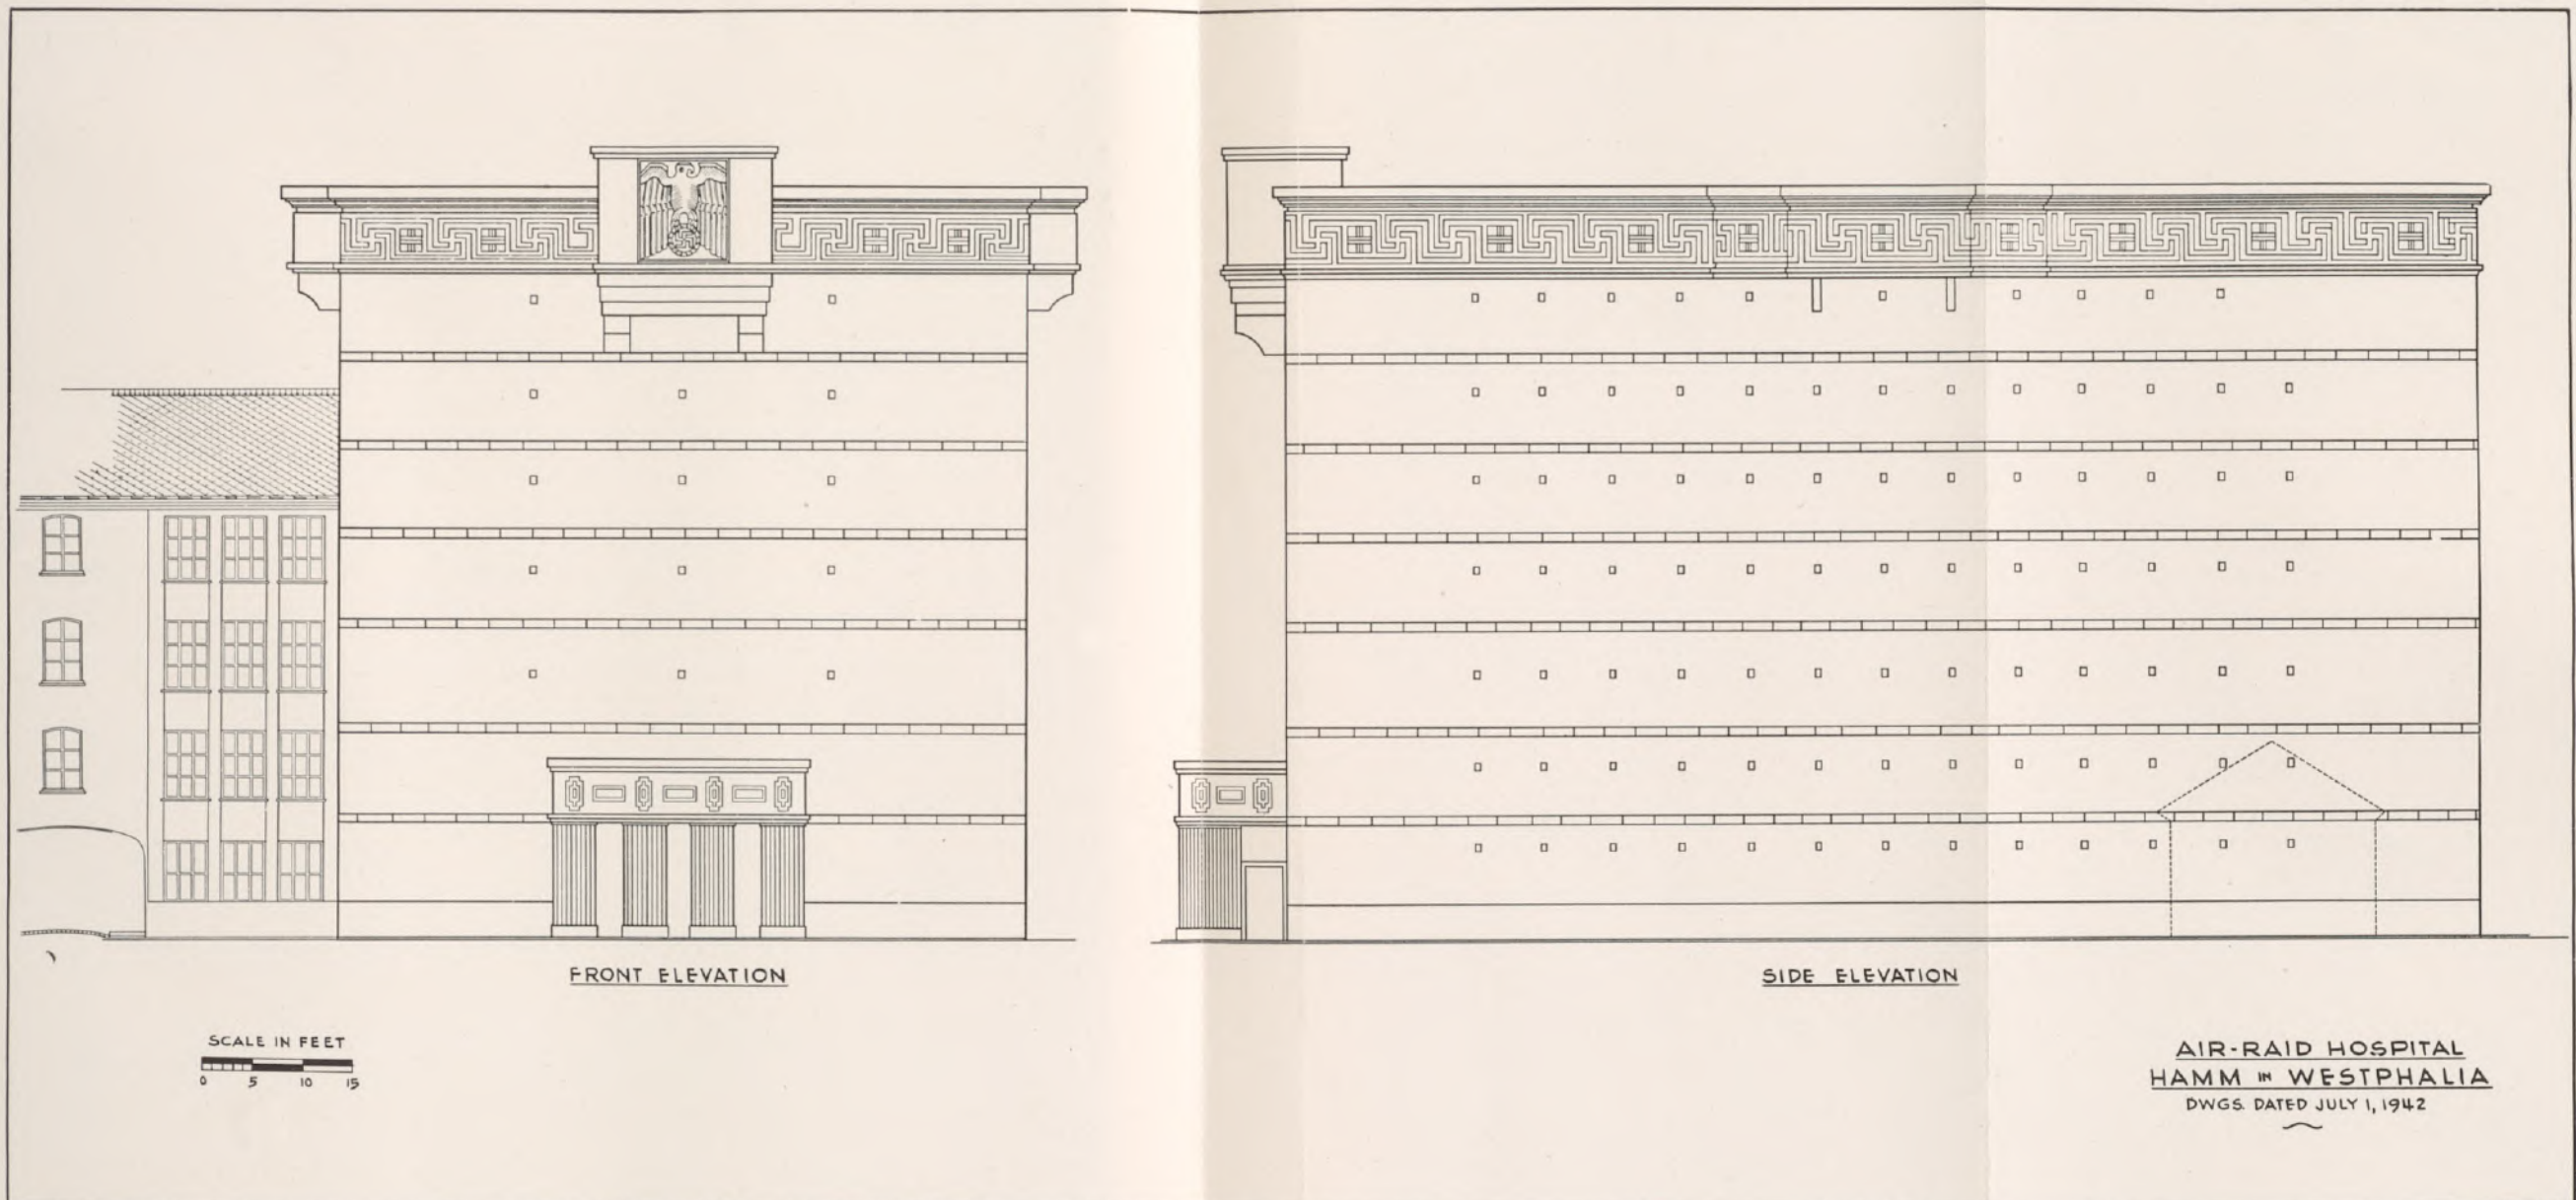 FRONT ELEVATION
SIDE ELEVATION
SCALE IN FEET
0 5 10 15
AIR-RAID HOSPITAL
HAMM IN WESTPHALIA
DWGS. DATED JULY 1, 1942